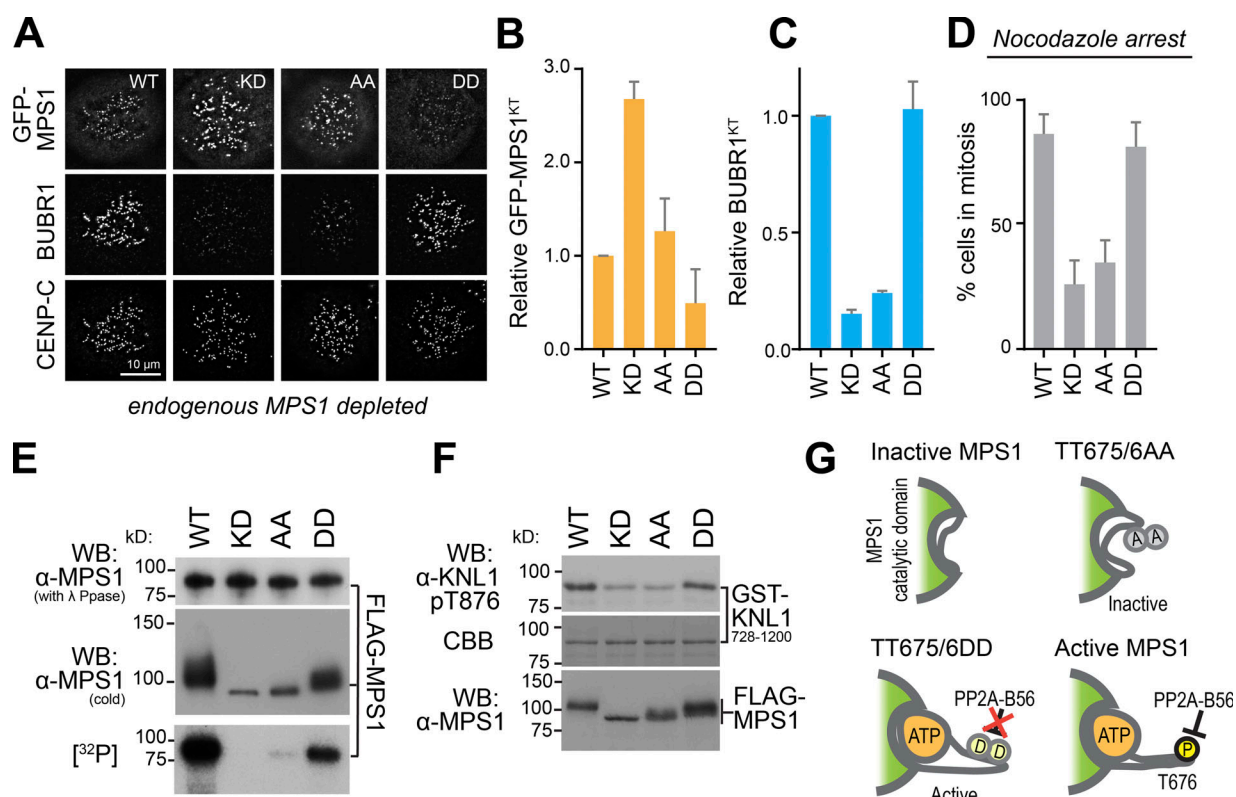 A
WT
KD
AA
DD
GFP-
MPS1
BUBR1
CENP-C
10 µm
endogenous MPS1 depleted
B
Relative GFP-MPS1KT
3.0
2.0
1.0
0.0
WT
KD
AA
DD
C
Relative BUBR1KT
1.0
0.5
0.0
WT
KD
AA
DD
D
Nocodazole arrest
% cells in mitosis
100
50
0
WT
KD
AA
DD
E
WT
KD
AA
DD
kD:
WB:
α-MPS1
(with λ Ppase)
100
75
150
WB:
α-MPS1
(cold)
100
[32P]
100
75
FLAG-MPS1
F
WT
KD
AA
DD
kD:
WB:
α-KNL1
pT876
100
75
CBB
100
75
GST-
KNL1
728-1200
WB:
α-MPS1
100
75
FLAG-
MPS1
G
Inactive MPS1
MPS1
catalytic domain
TT675/6AA
A A
Inactive
TT675/6DD
PP2A-B56
ATP
D D
Active
Active MPS1
PP2A-B56
ATP
P
T676